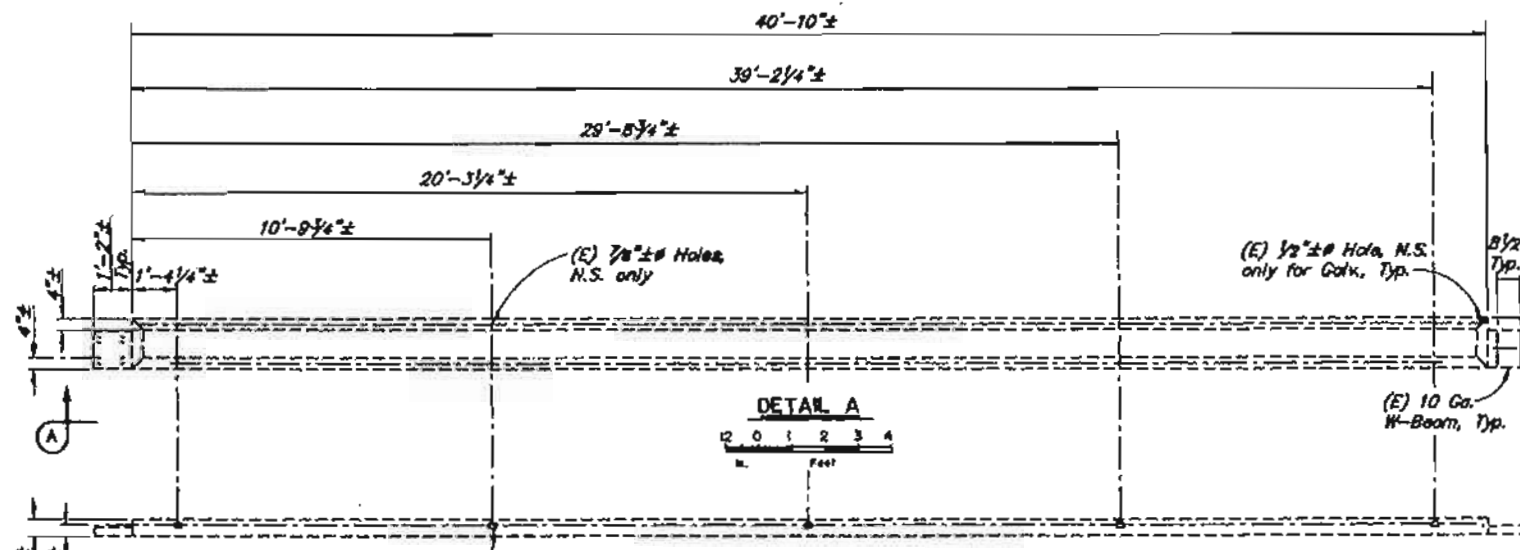 40'-10"±
39'-2¼"±
29'-8¾"±
20'-3¼"±
10'-9¾"±
1'-2"±
Typ.
1'-4¼"±
4"±
4"±
(E) ⅞"±ø Holes,
N.S. only
(E) ½"±ø Hole, N.S.
only for Galv., Typ.
8½
Typ.
(E) 10 Ga.
W-Beam, Typ.
A
DETAIL A
12 0 1 2 3 4
In. Feet